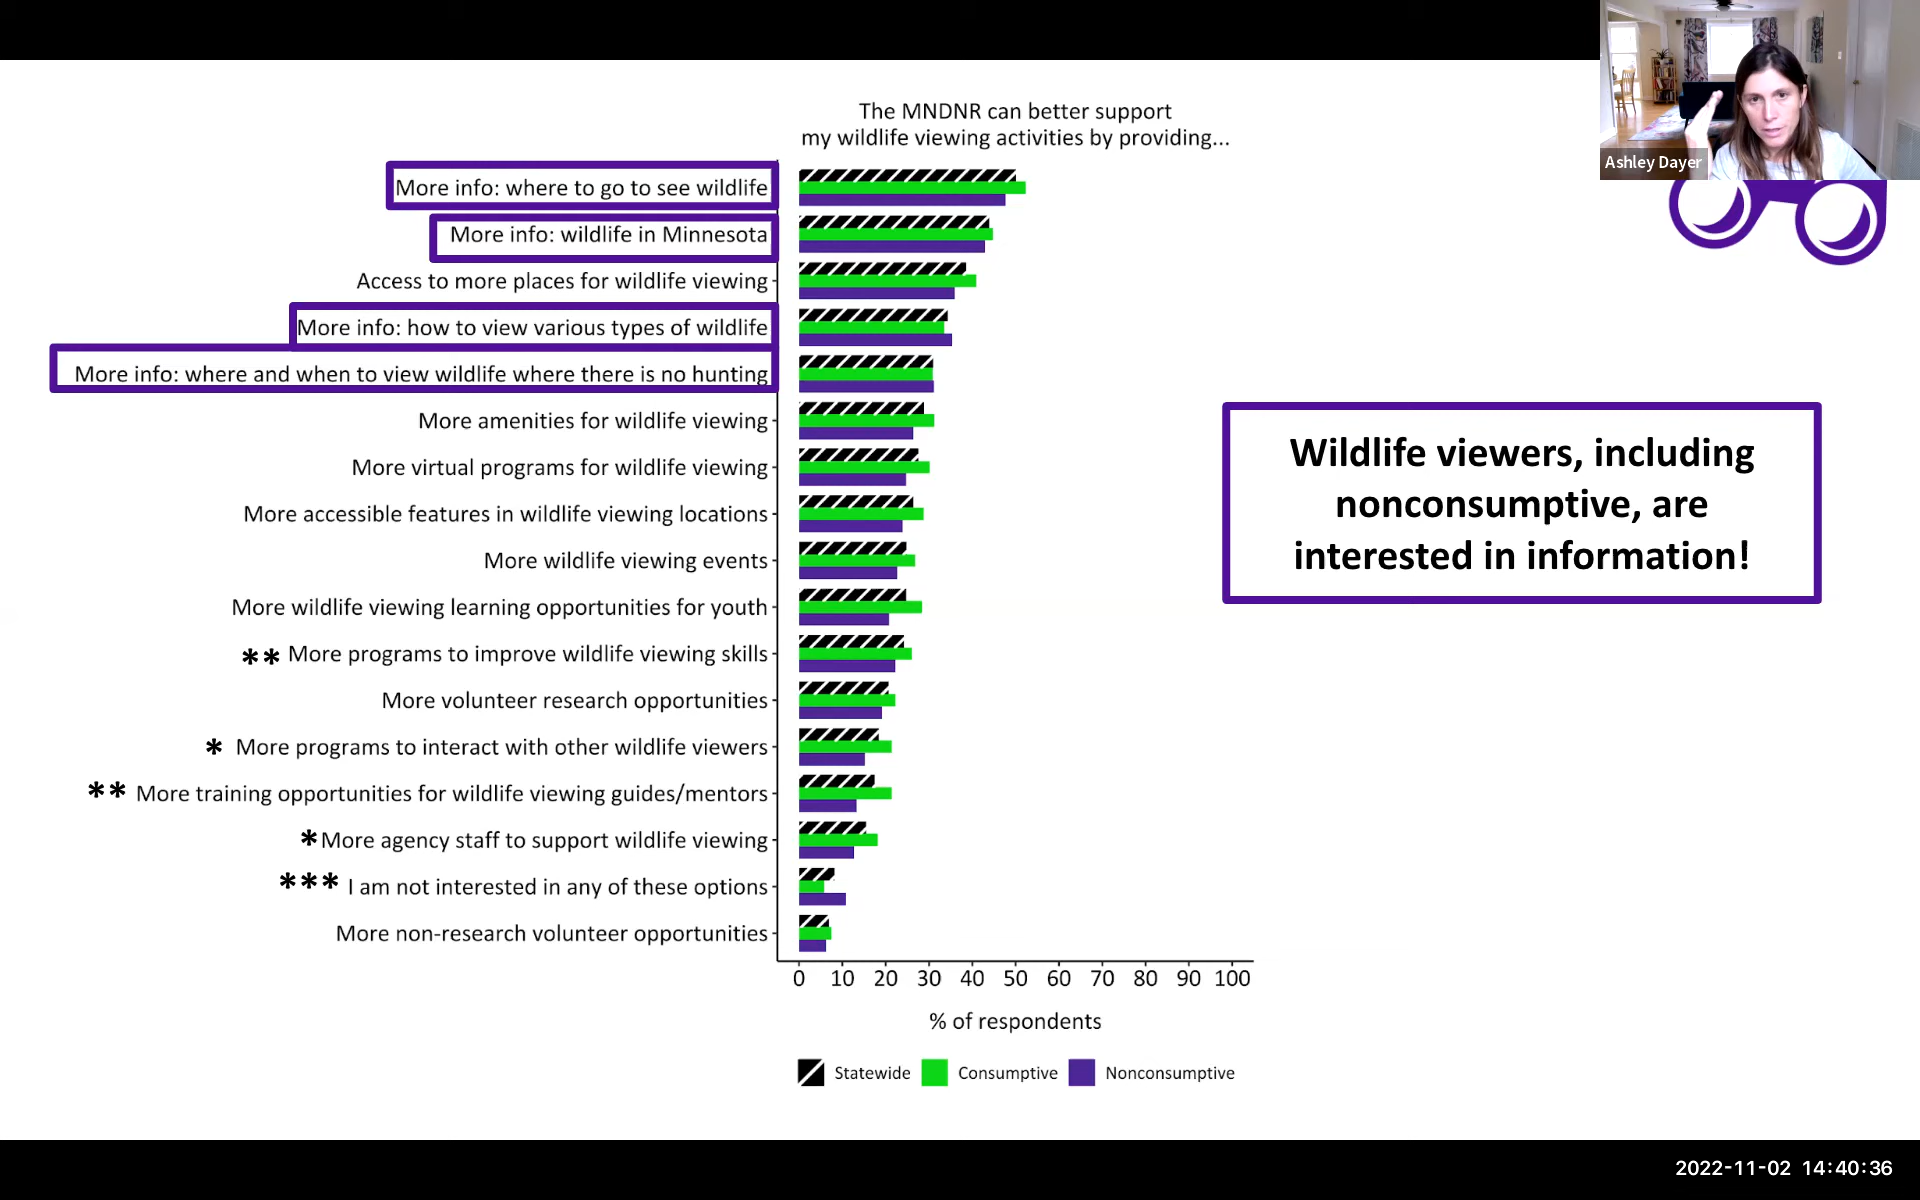 Ashley Dayer
The MNDNR can better support
my wildlife viewing activities by providing...
More info: where to go to see wildlife
More info: wildlife in Minnesota
Access to more places for wildlife viewing
More info: how to view various types of wildlife
More info: where and when to view wildlife where there is no hunting
More amenities for wildlife viewing
More virtual programs for wildlife viewing
More accessible features in wildlife viewing locations
More wildlife viewing events
More wildlife viewing learning opportunities for youth
** More programs to improve wildlife viewing skills
More volunteer research opportunities
* More programs to interact with other wildlife viewers
** More training opportunities for wildlife viewing guides/mentors
* More agency staff to support wildlife viewing
*** I am not interested in any of these options
More non-research volunteer opportunities
0 10 20 30 40 50 60 70 80 90 100
% of respondents
Statewide Consumptive Nonconsumptive
Wildlife viewers, including
nonconsumptive, are
interested in information!
2022-11-02 14:40:36